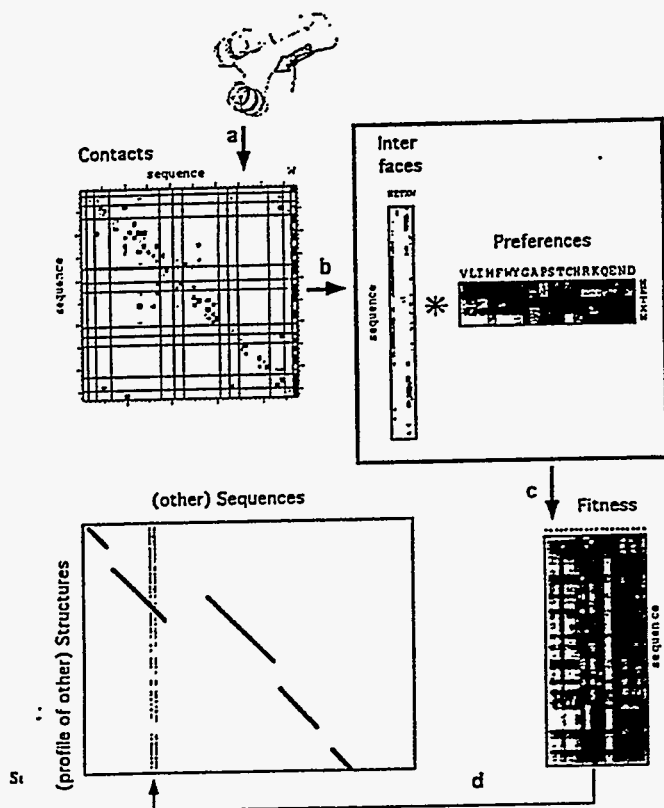 a
Contacts
sequence
W
sequence
b
Inter
faces
sequence
*
Preferences
VLIMFWYGAPSTCHRKQEND
c
Fitness
sequence
(other) Sequences
(profile of other) Structures
d